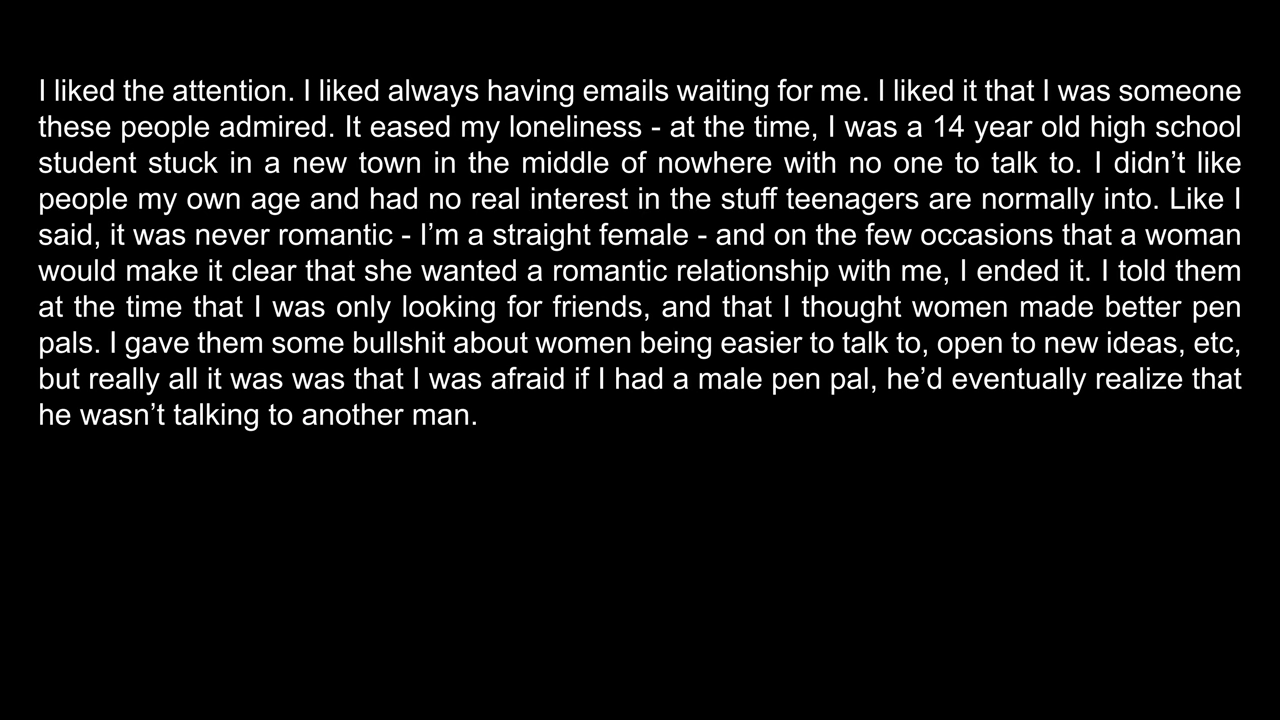 I liked the attention. I liked always having emails waiting for me. I liked it that I was someone
these people admired. It eased my loneliness - at the time, I was a 14 year old high school
student stuck in a new town in the middle of nowhere with no one to talk to. I didn’t like
people my own age and had no real interest in the stuff teenagers are normally into. Like I
said, it was never romantic - I’m a straight female - and on the few occasions that a woman
would make it clear that she wanted a romantic relationship with me, I ended it. I told them
at the time that I was only looking for friends, and that I thought women made better pen
pals. I gave them some bullshit about women being easier to talk to, open to new ideas, etc,
but really all it was was that I was afraid if I had a male pen pal, he’d eventually realize that
he wasn’t talking to another man.